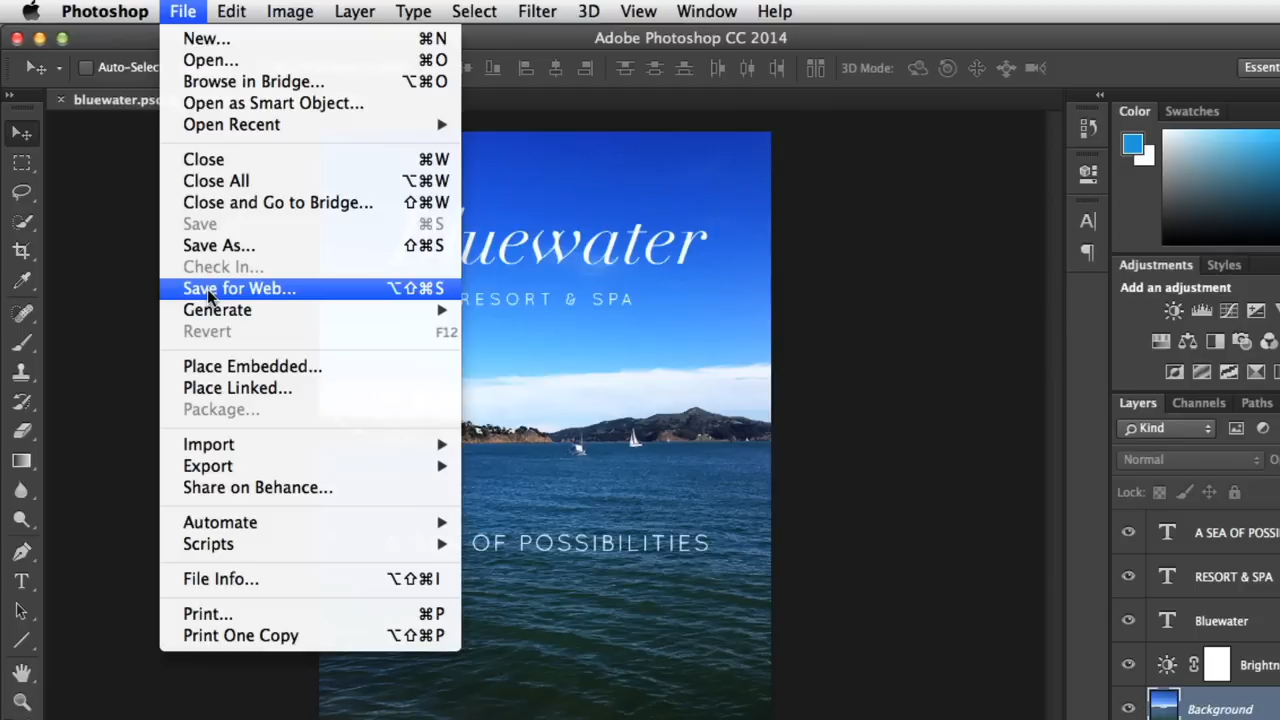 Photoshop File Edit Image Layer Type Select Filter 3D View Window Help
Adobe Photoshop CC 2014
Auto-Selec
3D Mode:
Essent
bluewater.psd
New... ⌘N
Open... ⌘O
Browse in Bridge... ⌥⌘O
Open as Smart Object...
Open Recent
Close ⌘W
Close All ⌥⌘W
Close and Go to Bridge... ⇧⌘W
Save ⌘S
Save As... ⇧⌘S
Check In...
Save for Web... ⌥⇧⌘S
Generate
Revert F12
Place Embedded...
Place Linked...
Package...
Import
Export
Share on Behance...
Automate
Scripts
File Info... ⌥⇧⌘I
Print... ⌘P
Print One Copy ⌥⇧⌘P
luewater
RESORT & SPA
OF POSSIBILITIES
Color Swatches
Adjustments Styles
Add an adjustment
Layers Channels Paths
Kind
Normal O
Lock:
T A SEA OF POSSI
T RESORT & SPA
T Bluewater
Brightn
Background